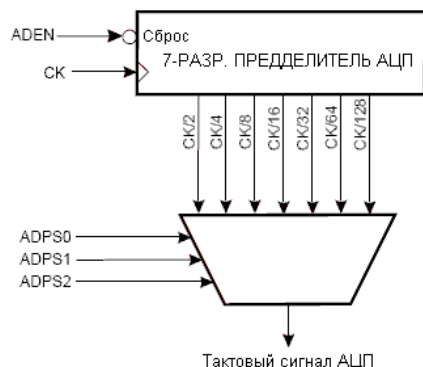 ADEN
Сброс
7-РАЗР. ПРЕДДЕЛИТЕЛЬ АЦП
CK
CK/2
CK/4
CK/8
CK/16
CK/32
CK/64
CK/128
ADPS0
ADPS1
ADPS2
Тактовый сигнал АЦП